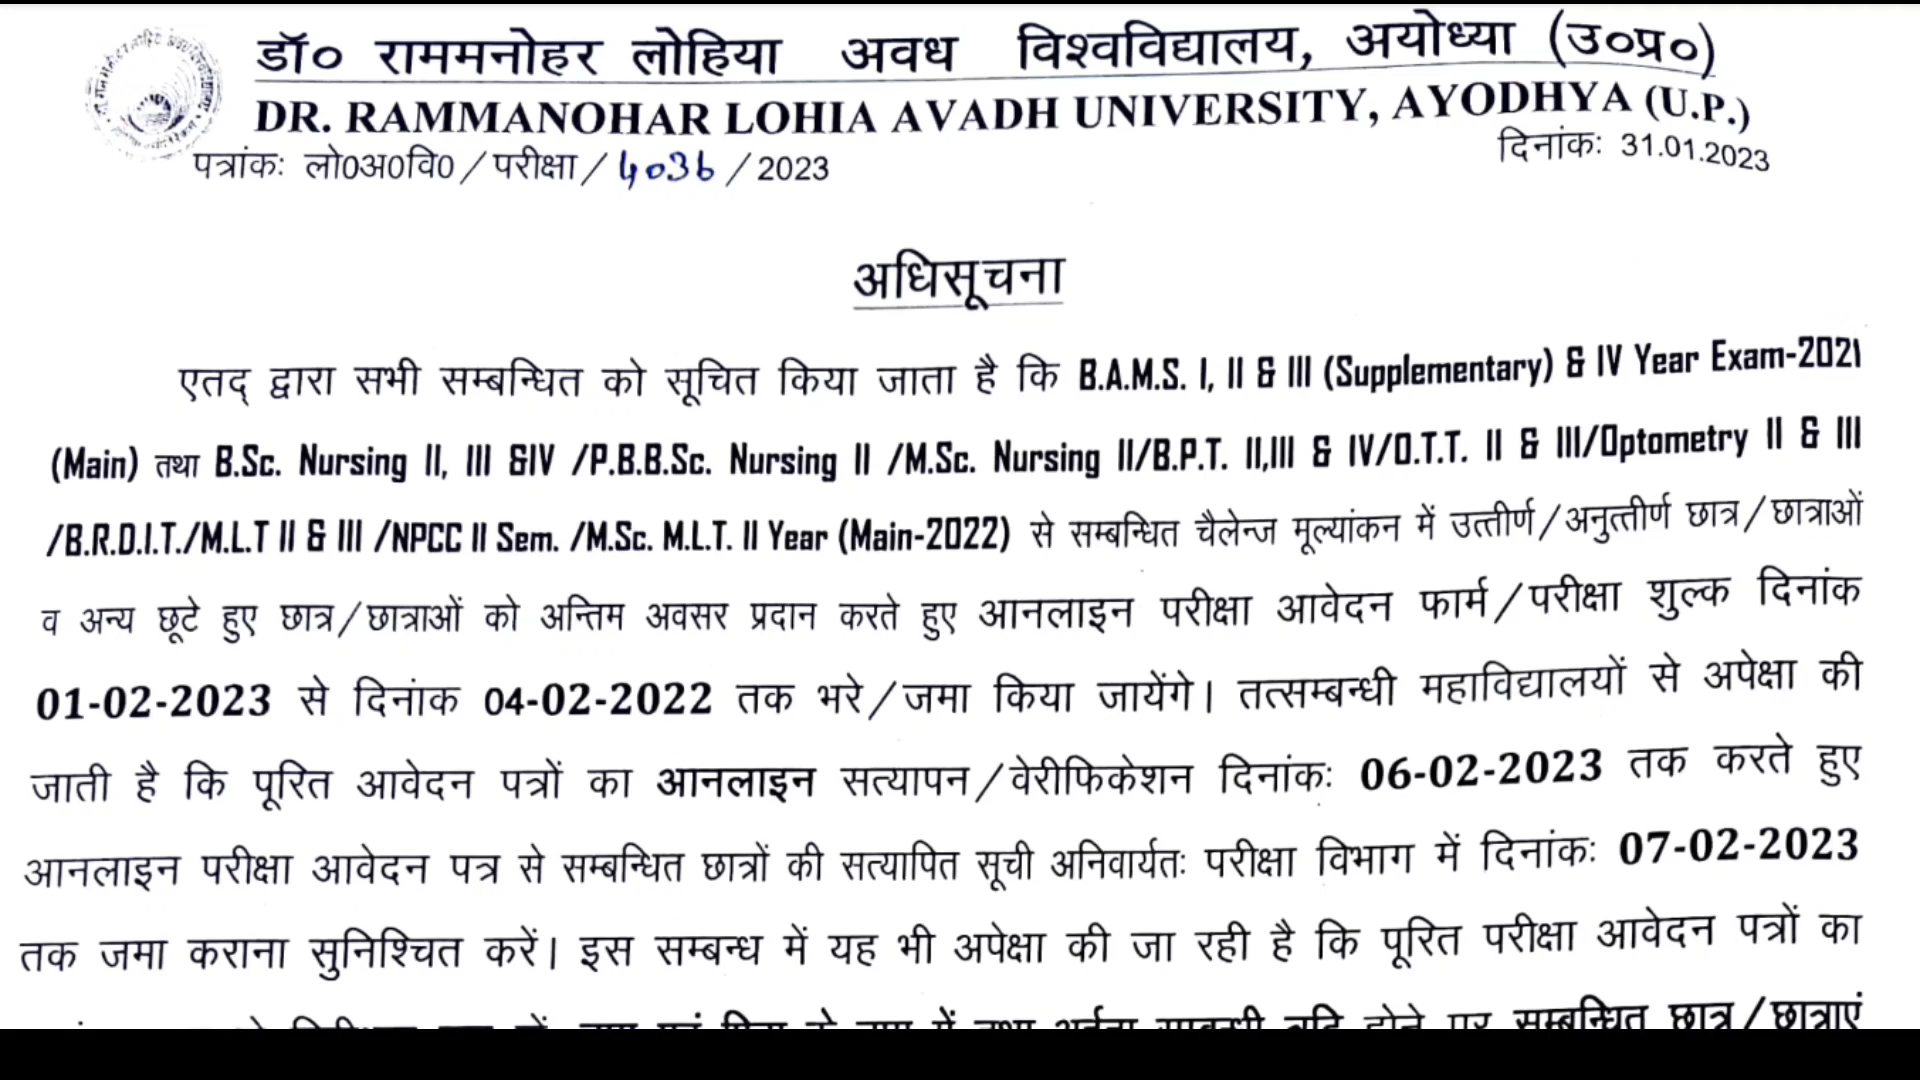 डॉ० राममनोहर लोहिया अवध विश्वविद्यालय, अयोध्या (उ०प्र०)
DR. RAMMANOHAR LOHIA AVADH UNIVERSITY, AYODHYA (U.P.)
पत्रांकः लो0अ0वि0/परीक्षा/4036/2023
दिनांकः 31.01.2023
अधिसूचना
एतद् द्वारा सभी सम्बन्धित को सूचित किया जाता है कि B.A.M.S. I, II & III (Supplementary) & IV Year Exam-2021
(Main) तथा B.Sc. Nursing II, III &IV /P.B.B.Sc. Nursing II /M.Sc. Nursing II/B.P.T. II,III & IV/O.T.T. II & III/Optometry II & III
/B.R.D.I.T./M.L.T II & III /NPCC II Sem. /M.Sc. M.L.T. II Year (Main-2022) से सम्बन्धित चैलेन्ज मूल्यांकन में उत्तीर्ण/अनुत्तीर्ण छात्र/छात्राओं
व अन्य छूटे हुए छात्र/छात्राओं को अन्तिम अवसर प्रदान करते हुए आनलाइन परीक्षा आवेदन फार्म/परीक्षा शुल्क दिनांक
01-02-2023 से दिनांक 04-02-2022 तक भरे/जमा किया जायेंगे। तत्सम्बन्धी महाविद्यालयों से अपेक्षा की
जाती है कि पूरित आवेदन पत्रों का आनलाइन सत्यापन/वेरीफिकेशन दिनांकः 06-02-2023 तक करते हुए
आनलाइन परीक्षा आवेदन पत्र से सम्बन्धित छात्रों की सत्यापित सूची अनिवार्यतः परीक्षा विभाग में दिनांकः 07-02-2023
तक जमा कराना सुनिश्चित करें। इस सम्बन्ध में यह भी अपेक्षा की जा रही है कि पूरित परीक्षा आवेदन पत्रों का
सम्बन्धित छात्र/छात्राएं